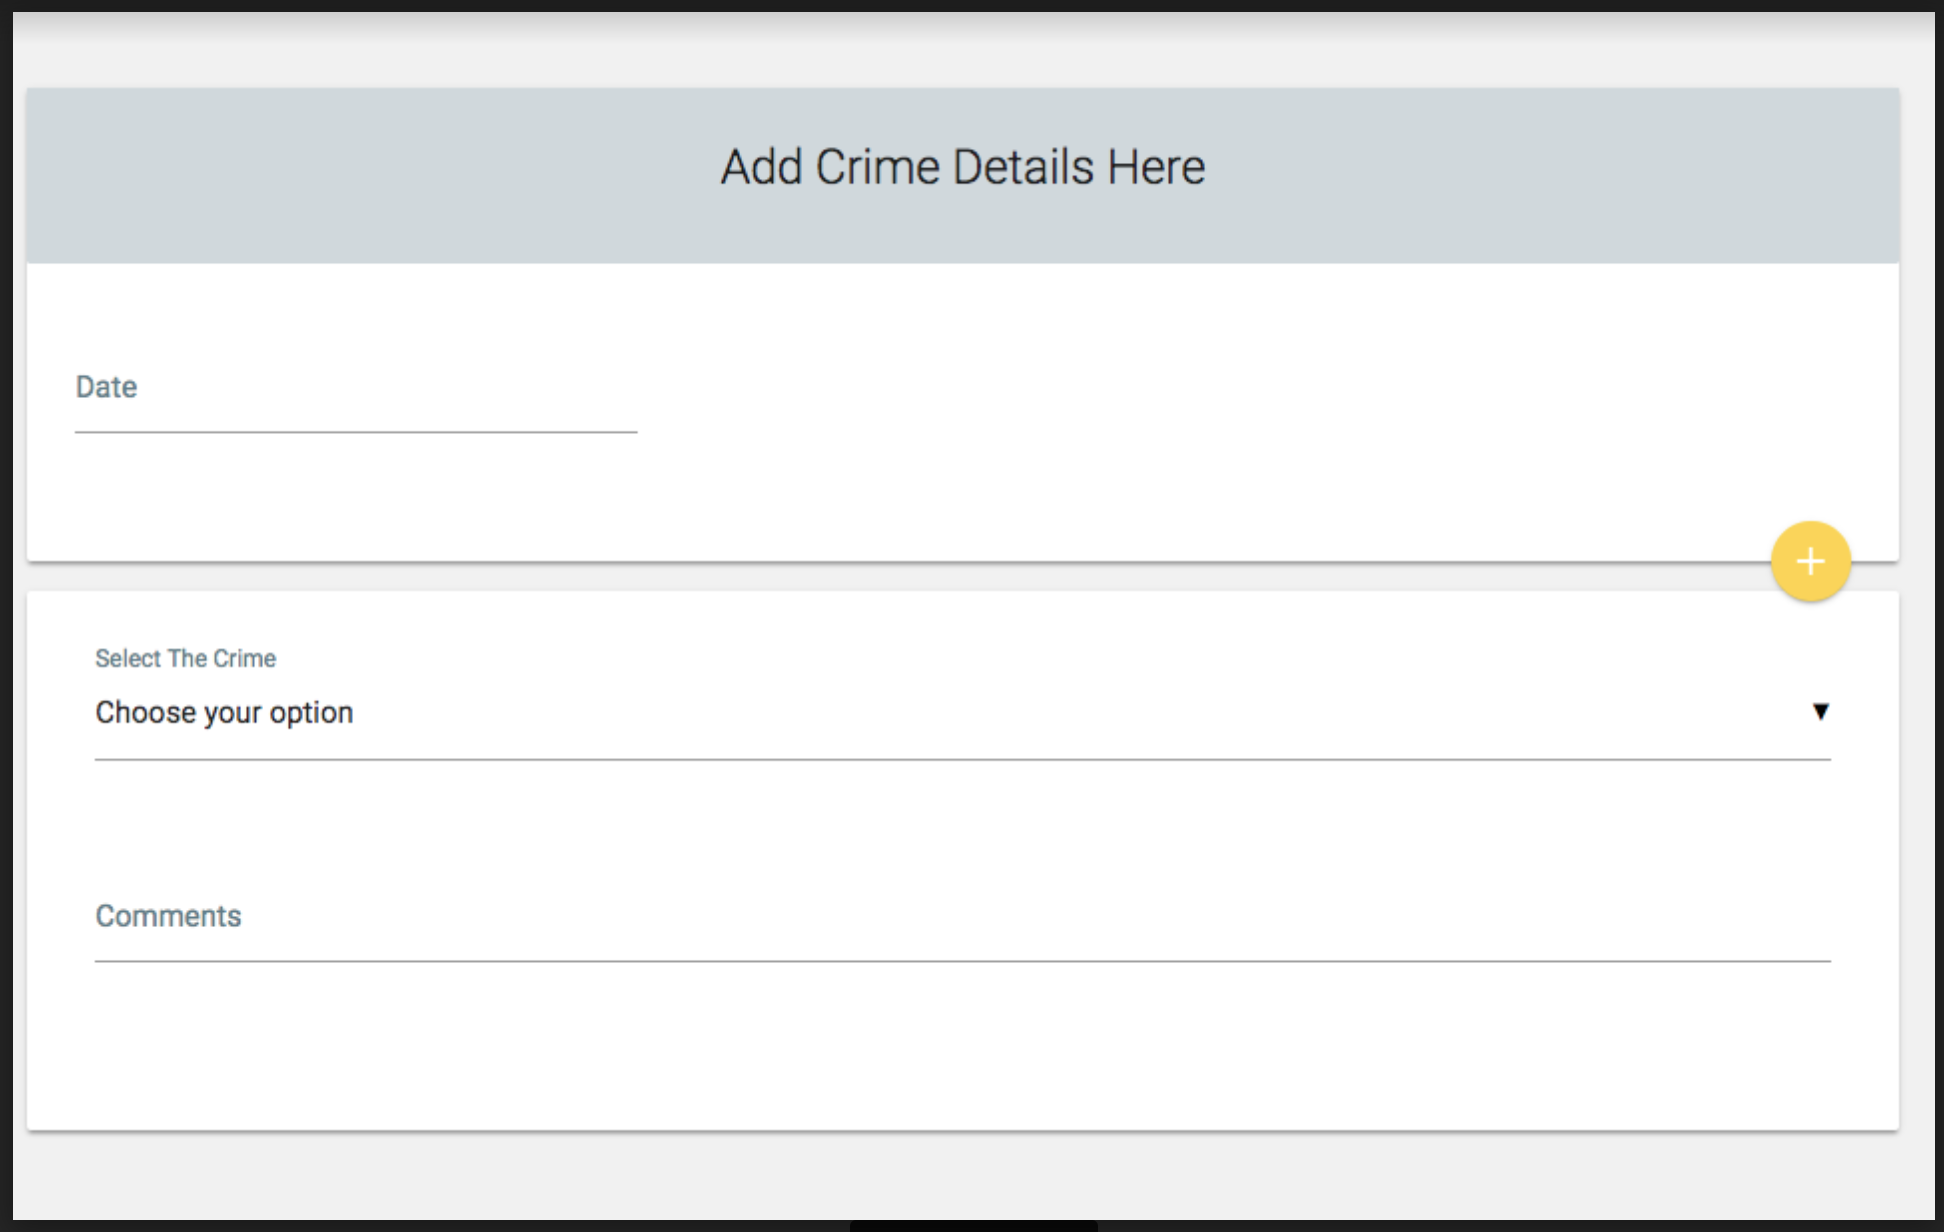 Add Crime Details Here
Date
+
Select The Crime
Choose your option
Comments